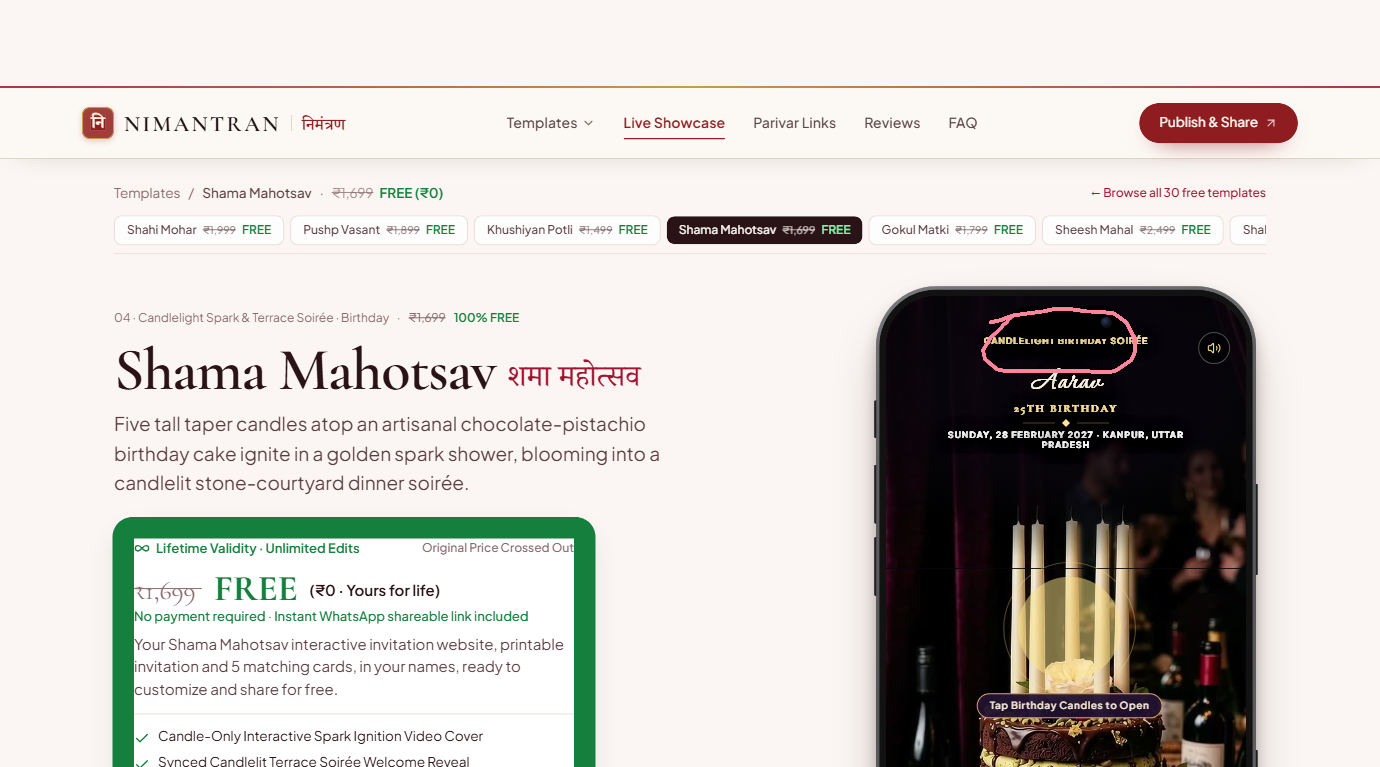 नि NIMANTRAN निमंत्रण Templates Live Showcase Parivar Links Reviews FAQ Publish & Share ↗
Templates / Shama Mahotsav · ₹1,699 FREE (₹0) ← Browse all 30 free templates
Shahi Mohar ₹1,999 FREE Pushp Vasant ₹1,899 FREE Khushiyan Potli ₹1,499 FREE Shama Mahotsav ₹1,699 FREE Gokul Matki ₹1,799 FREE Sheesh Mahal ₹2,499 FREE
04 · Candlelight Spark & Terrace Soirée · Birthday · ₹1,699 100% FREE
Shama Mahotsav शमा महोत्सव
Five tall taper candles atop an artisanal chocolate-pistachio
birthday cake ignite in a golden spark shower, blooming into a
candlelit stone-courtyard dinner soirée.
Lifetime Validity · Unlimited Edits Original Price Crossed Out
₹1,699 FREE (₹0 · Yours for life)
No payment required · Instant WhatsApp shareable link included
Your Shama Mahotsav interactive invitation website, printable
invitation and 5 matching cards, in your names, ready to
customize and share for free.
Candle-Only Interactive Spark Ignition Video Cover
Synced Candlelit Terrace Soirée Welcome Reveal
CANDLELIGHT BIRTHDAY SOIRÉE
Aarav
25TH BIRTHDAY
SUNDAY, 28 FEBRUARY 2027 · KANPUR, UTTAR
PRADESH
Tap Birthday Candles to Open